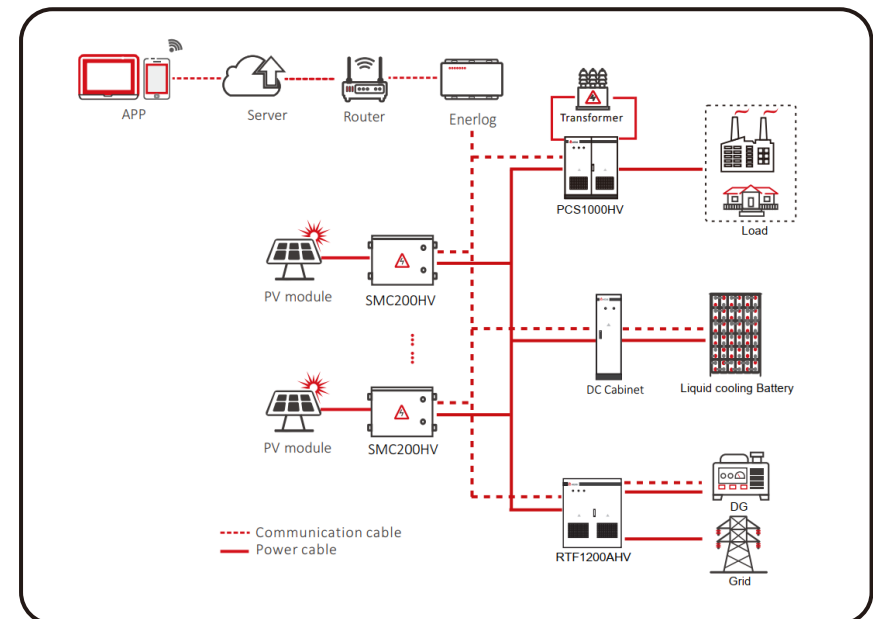 APP
Server
Router
Enerlog
Transformer
PCS1000HV
Load
PV module
SMC200HV
DC Cabinet
Liquid cooling Battery
PV module
SMC200HV
DG
Communication cable
Power cable
RTF1200AHV
Grid